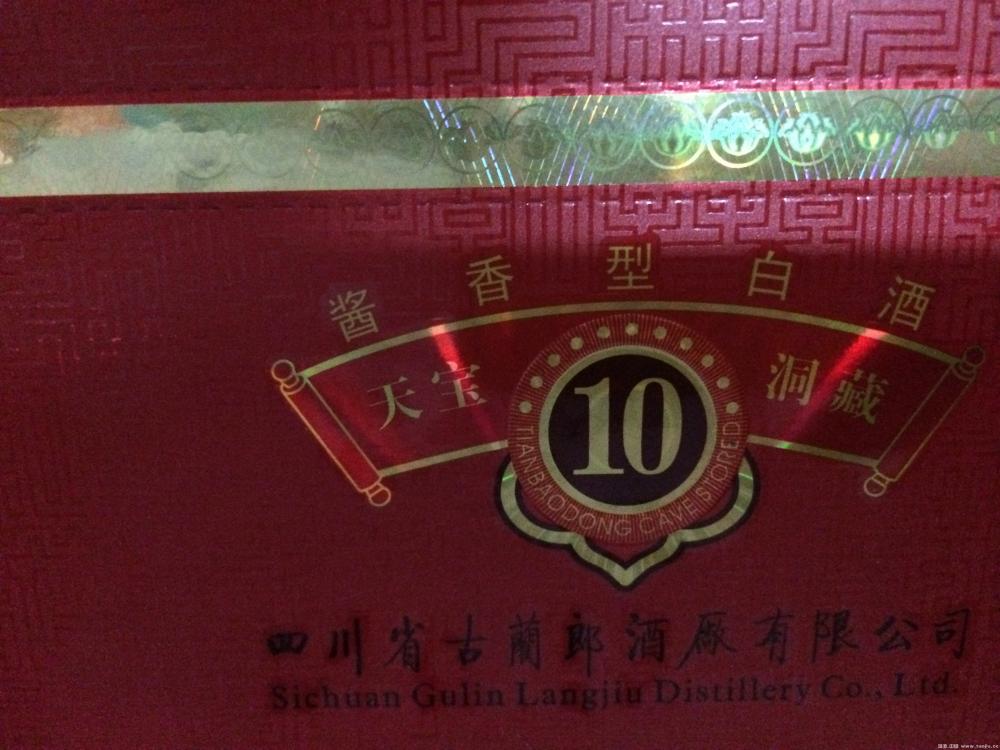 酱香型白酒
天宝 10 洞藏
TIANBAODONG CAVE STORED
四川省古蔺郎酒厂有限公司
Sichuan Gulin Langjiu Distillery Co., Ltd.